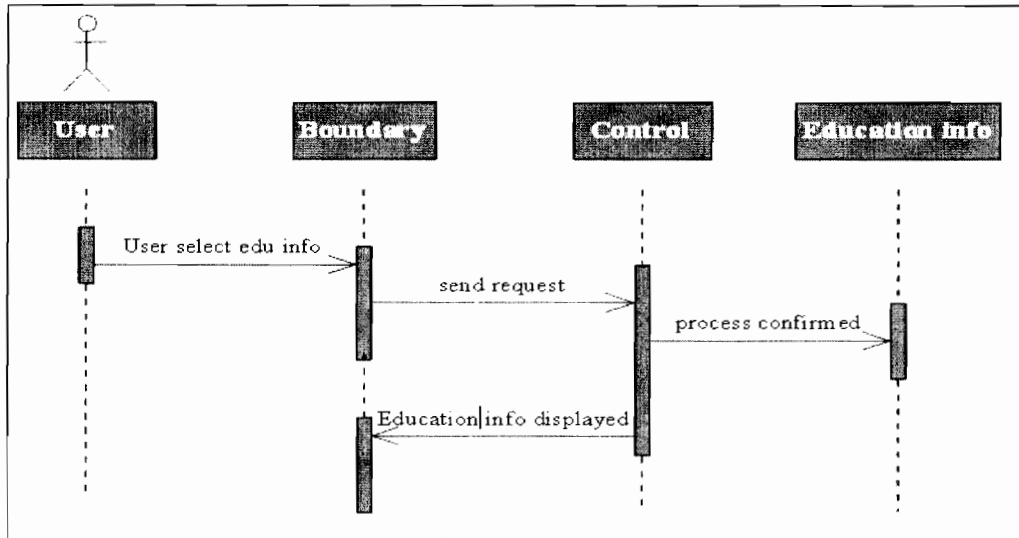 User
Boundary
Control
Education info
User select edu info
send request
process confirmed
Education info displayed